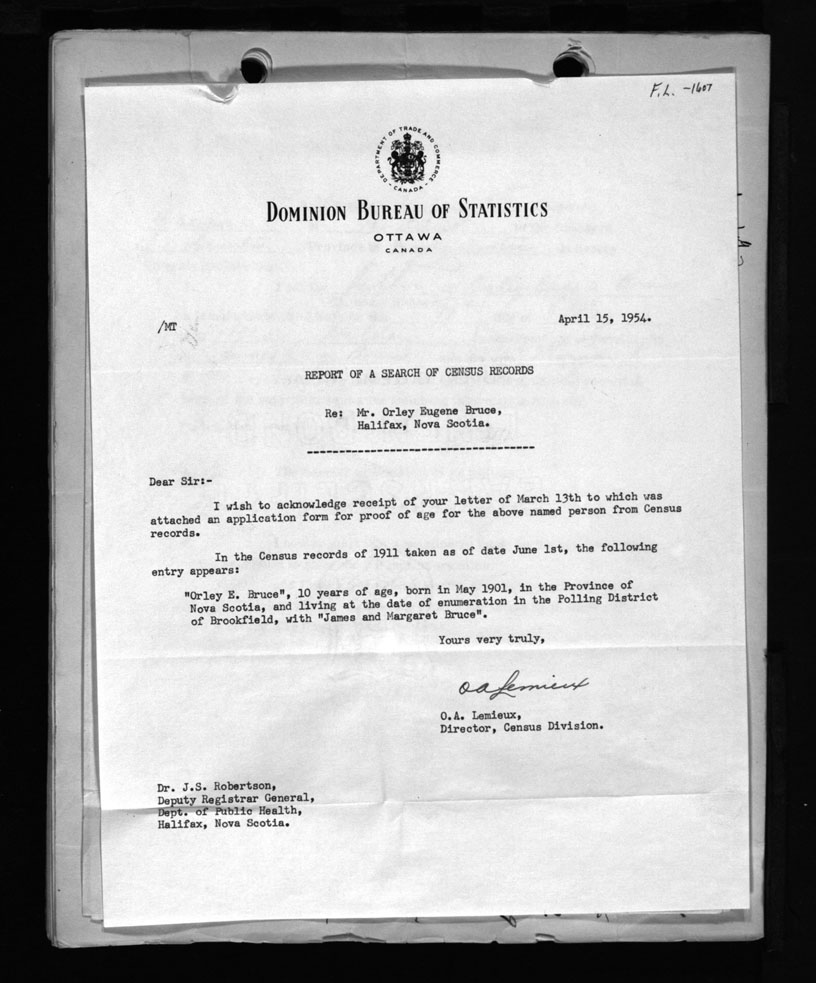 F.L. -1607
DEPARTMENT OF TRADE AND COMMERCE
- CANADA -
DOMINION BUREAU OF STATISTICS
OTTAWA
CANADA
/MT
April 15, 1954.
REPORT OF A SEARCH OF CENSUS RECORDS
Re: Mr. Orley Eugene Bruce,
Halifax, Nova Scotia.
------------------------------------
Dear Sir:-
I wish to acknowledge receipt of your letter of March 13th to which was
attached an application form for proof of age for the above named person from Census
records.
In the Census records of 1911 taken as of date June 1st, the following
entry appears:
"Orley E. Bruce", 10 years of age, born in May 1901, in the Province of
Nova Scotia, and living at the date of enumeration in the Polling District
of Brookfield, with "James and Margaret Bruce".
Yours very truly,
O A Lemieux
O.A. Lemieux,
Director, Census Division.
Dr. J.S. Robertson,
Deputy Registrar General,
Dept. of Public Health,
Halifax, Nova Scotia.